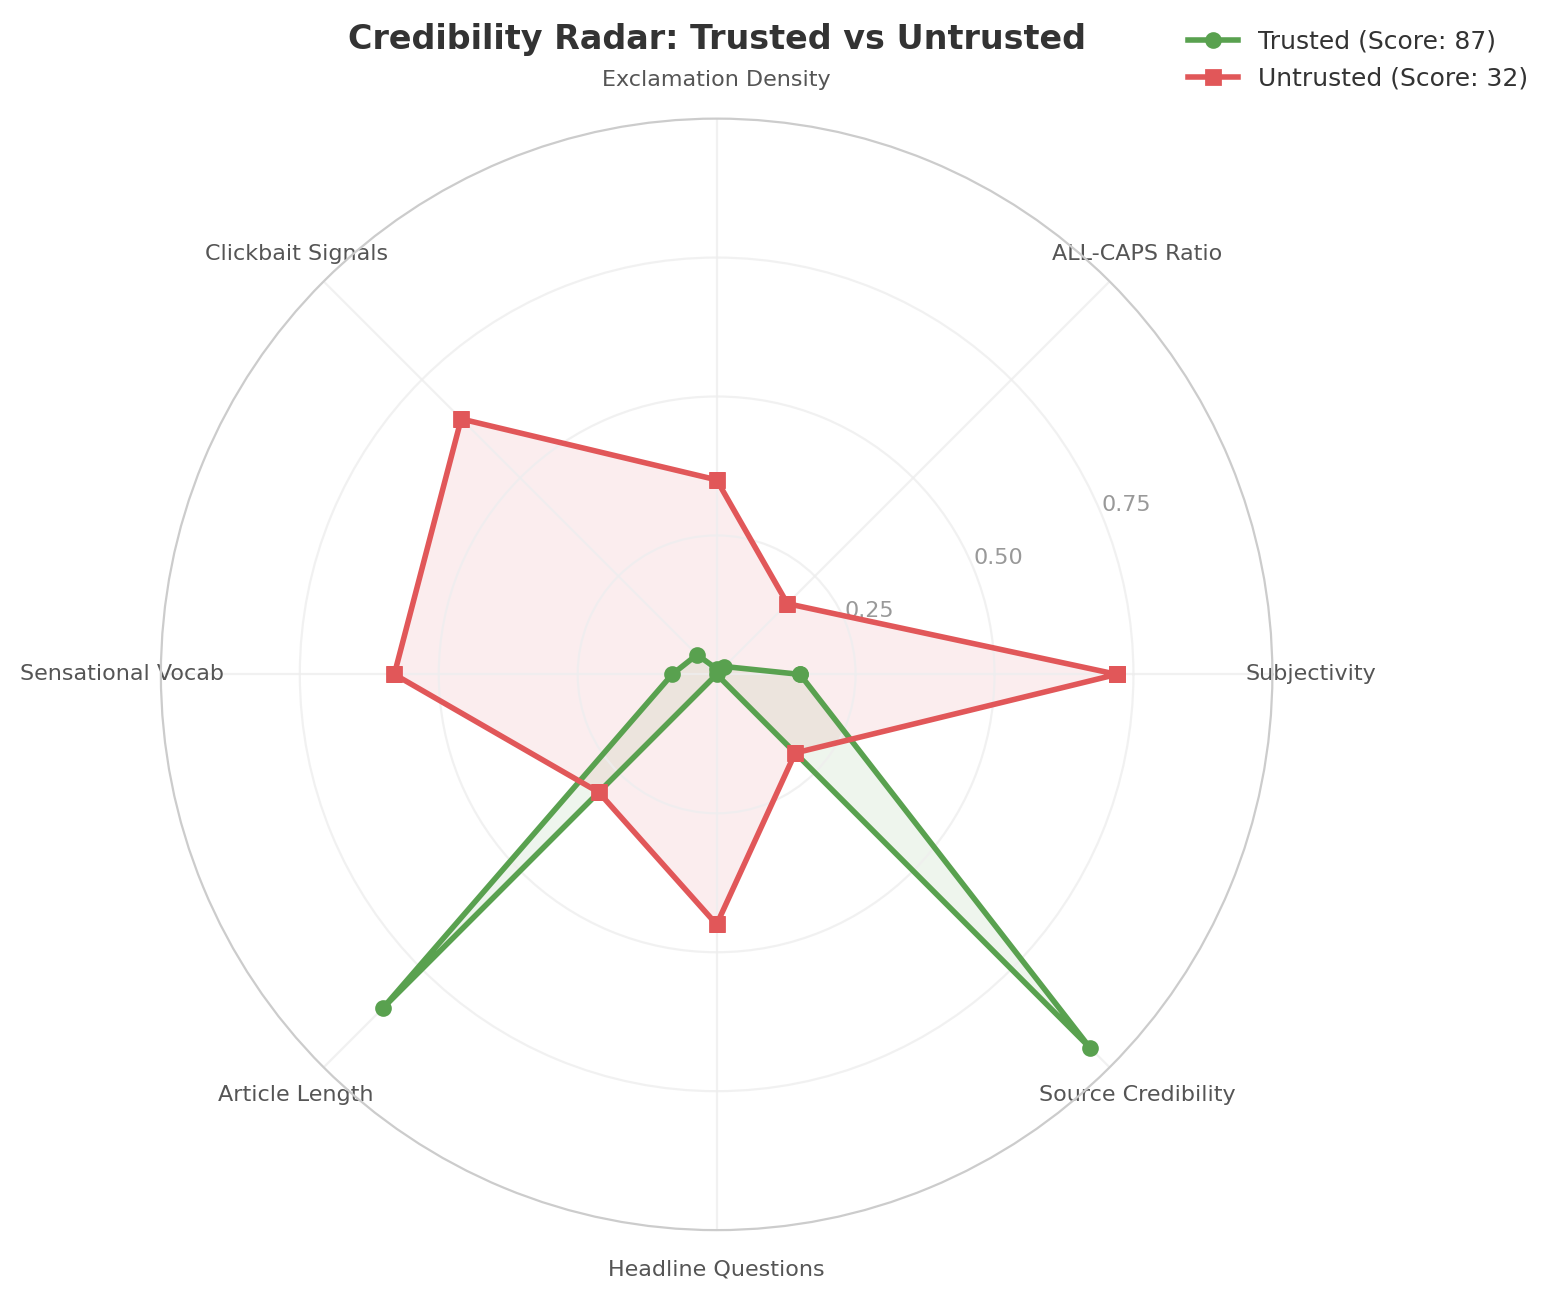 Credibility Radar: Trusted vs Untrusted
Trusted (Score: 87)
Untrusted (Score: 32)
Exclamation Density
Clickbait Signals
ALL-CAPS Ratio
0.75
0.50
0.25
Sensational Vocab
Subjectivity
Article Length
Source Credibility
Headline Questions